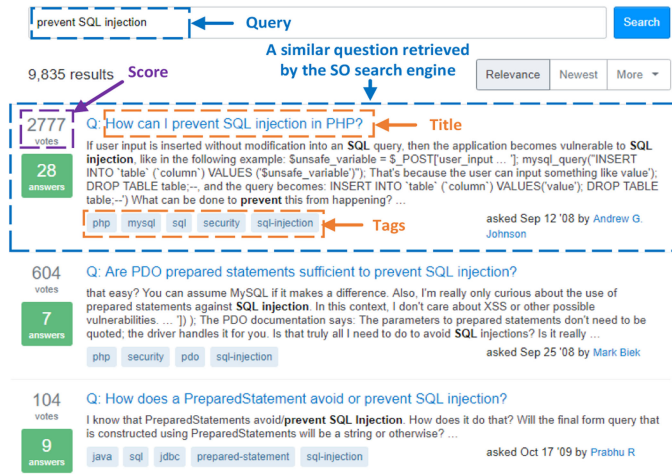 prevent SQL injection
Query
Search
A similar question retrieved
by the SO search engine
9,835 results
Score
Relevance Newest More
2777
votes
28
answers
Q: How can I prevent SQL injection in PHP?
Title
If user input is inserted without modification into an SQL query, then the application becomes vulnerable to SQL
injection, like in the following example: $unsafe_variable = $_POST['user_input ... ']; mysql_query("INSERT
INTO `table` (`column`) VALUES ('$unsafe_variable')"); That's because the user can input something like value');
DROP TABLE table;--, and the query becomes: INSERT INTO `table` (`column`) VALUES('value'); DROP TABLE
table;--') What can be done to prevent this from happening? ...
php mysql sql security sql-injection
Tags
asked Sep 12 '08 by Andrew G.
Johnson
604
votes
7
answers
Q: Are PDO prepared statements sufficient to prevent SQL injection?
that easy? You can assume MySQL if it makes a difference. Also, I'm really only curious about the use of
prepared statements against SQL injection. In this context, I don't care about XSS or other possible
vulnerabilities. ... ']) ); The PDO documentation says: The parameters to prepared statements don't need to be
quoted; the driver handles it for you. Is that truly all I need to do to avoid SQL injections? Is it really ...
php security pdo sql-injection
asked Sep 25 '08 by Mark Biek
104
votes
9
answers
Q: How does a PreparedStatement avoid or prevent SQL injection?
I know that PreparedStatements avoid/prevent SQL Injection. How does it do that? Will the final form query that
is constructed using PreparedStatements will be a string or otherwise? ...
java sql jdbc prepared-statement sql-injection
asked Oct 17 '09 by Prabhu R